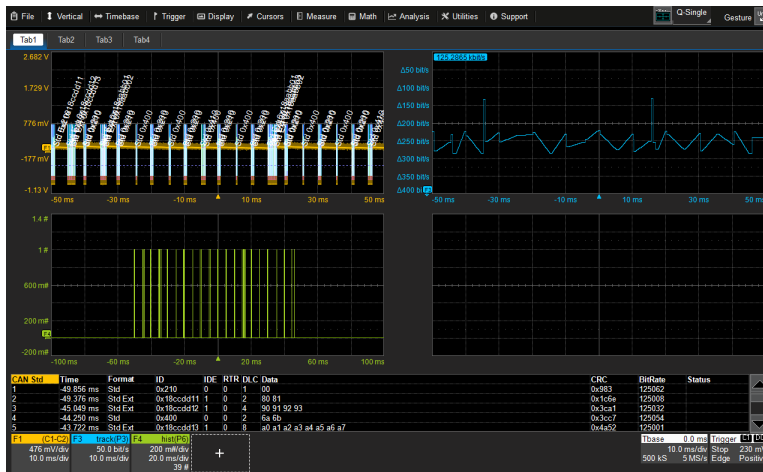 File Vertical Timebase Trigger Display Cursors Measure Math Analysis Utilities Support Q-Single Gesture
Tab1 Tab2 Tab3 Tab4
2.682 V
1.729 V
776 mV
-177 mV
-1.13 V
-50 ms -30 ms -10 ms 10 ms 30 ms 50 ms
125.2865 kbit/s
Δ50 bit/s
Δ100 bit/s
Δ150 bit/s
Δ200 bit/s
Δ250 bit/s
Δ300 bit/s
Δ350 bit/s
Δ400 bit/s
-50 ms -30 ms -10 ms 10 ms 30 ms 50 ms
1.4 #
1 #
600 m#
200 m#
F4
-200 m#
-100 ms -60 ms -20 ms 20 ms 60 ms 100 ms
CAN Std Time Format ID IDE RTR DLC Data CRC BitRate Status
1 -49.856 ms Std 0x210 0 0 1 00 0x983 125062
2 -49.376 ms Std Ext 0x18ccdd11 1 0 2 80 81 0x1c6e 125008
3 -45.049 ms Std Ext 0x18ccdd12 1 0 4 90 91 92 93 0x3ca1 125032
4 -44.250 ms Std 0x400 0 0 2 6a 6b 0x3cc7 125054
5 -43.722 ms Std Ext 0x18ccdd13 1 0 8 a0 a1 a2 a3 a4 a5 a6 a7 0x4a52 125001
F1 (C1-C2) F3 track(P3) F4 hist(P6) Tbase 0.0 ms Trigger C1 DC
476 mV/div 50.0 bit/s 200 m#/div 10.0 ms/div Stop 230 mV
10.0 ms/div 10.0 ms/div 20.0 ms/div + 500 kS 5 MS/s Edge Positive
39 #